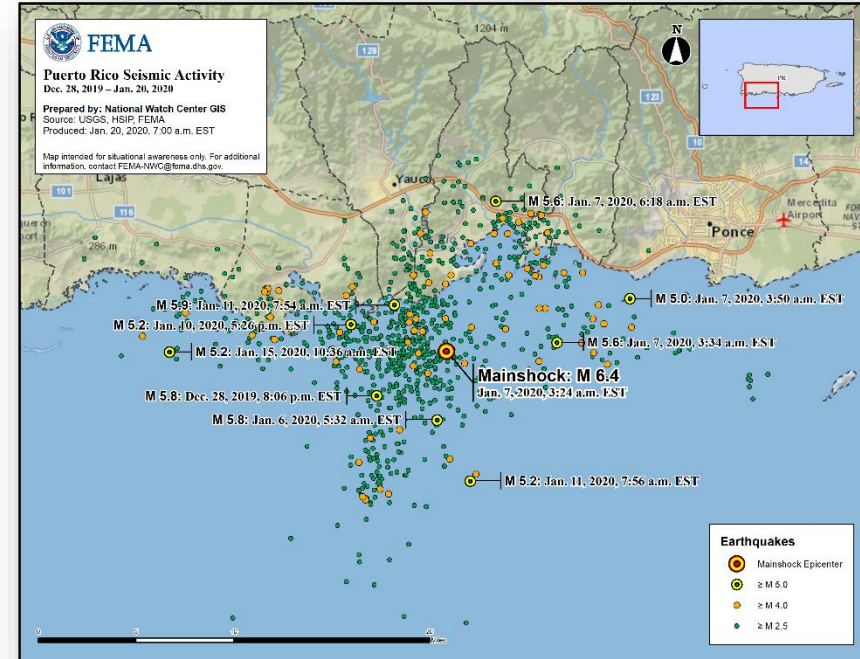 FEMA
Puerto Rico Seismic Activity
Dec. 28, 2019 – Jan. 20, 2020
Prepared by: National Watch Center GIS
Source: USGS, HSIP, FEMA
Produced: Jan. 20, 2020, 7:00 a.m. EST
Map intended for situational awareness only. For additional
information, contact FEMA-NWC@fema.dhs.gov.
1204 m
N
PR
128
123
10
14
Lajas
101
116
286 m
Yauco
Ponce
Mercedita
Airport
M 5.6: Jan. 7, 2020, 6:18 a.m. EST
M 5.9: Jan. 11, 2020, 7:54 a.m. EST
M 5.0: Jan. 7, 2020, 3:50 a.m. EST
M 5.2: Jan. 10, 2020, 5:26 p.m. EST
M 5.2: Jan. 15, 2020, 10:36 a.m. EST
M 5.6: Jan. 7, 2020, 3:34 a.m. EST
Mainshock: M 6.4
Jan. 7, 2020, 3:24 a.m. EST
M 5.8: Dec. 28, 2019, 8:06 p.m. EST
M 5.8: Jan. 6, 2020, 5:32 a.m. EST
M 5.2: Jan. 11, 2020, 7:56 a.m. EST
Earthquakes
Mainshock Epicenter
≥ M 5.0
≥ M 4.0
≥ M 2.5
0 5 10 20
Miles